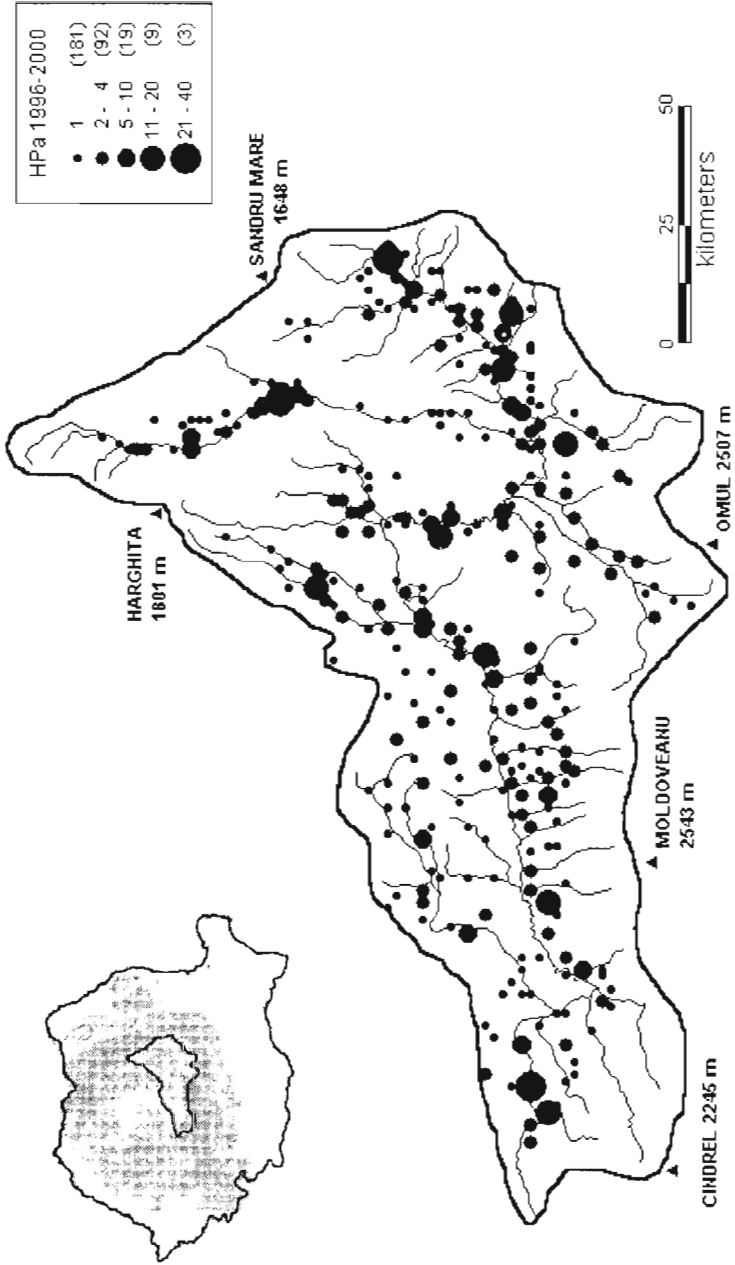 HPa 1996-2000
1 (181)
2 - 4 (92)
5 - 10 (19)
11 - 20 (9)
21 - 40 (3)
SANDRU MARE
1648 m
HARGHITA
1801 m
0 25 50
kilometers
OMUL 2507 m
MOLDOVEANU
2543 m
CINDREL 2245 m